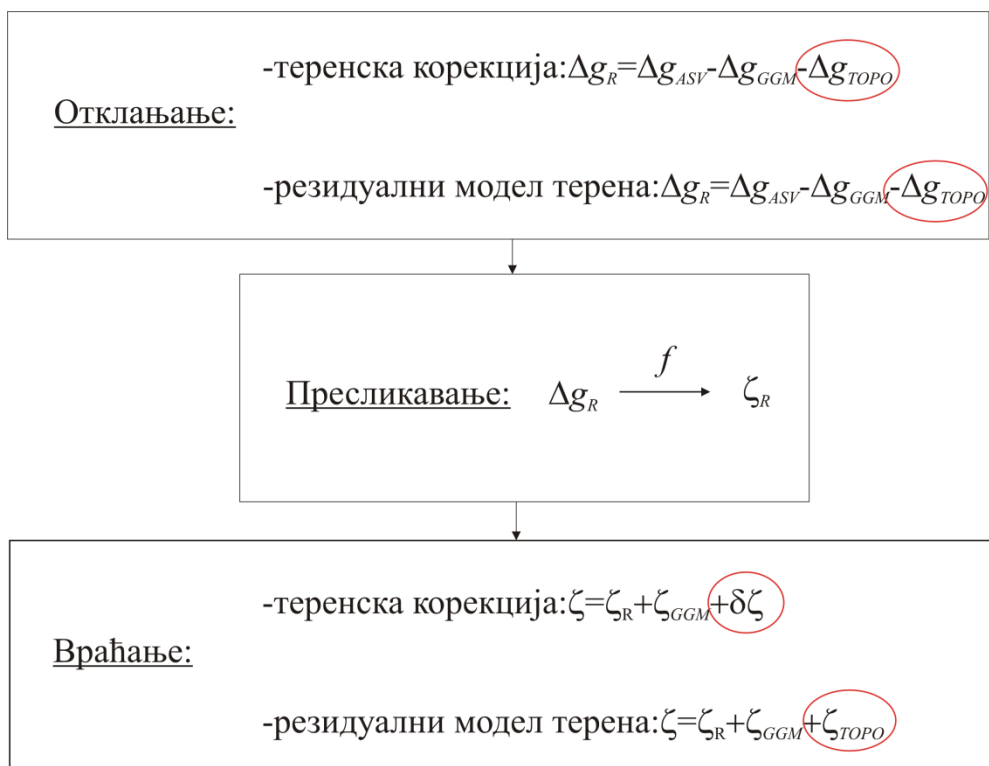 -теренска корекција:Δg_R=Δg_ASV-Δg_GGM-Δg_TOPO
Отклањање:
-резидуални модел терена:Δg_R=Δg_ASV-Δg_GGM-Δg_TOPO
f
Пресликавање: Δg_R ⟶ ζ_R
-теренска корекција:ζ=ζ_R+ζ_GGM+δζ
Враћање:
-резидуални модел терена:ζ=ζ_R+ζ_GGM+ζ_TOPO